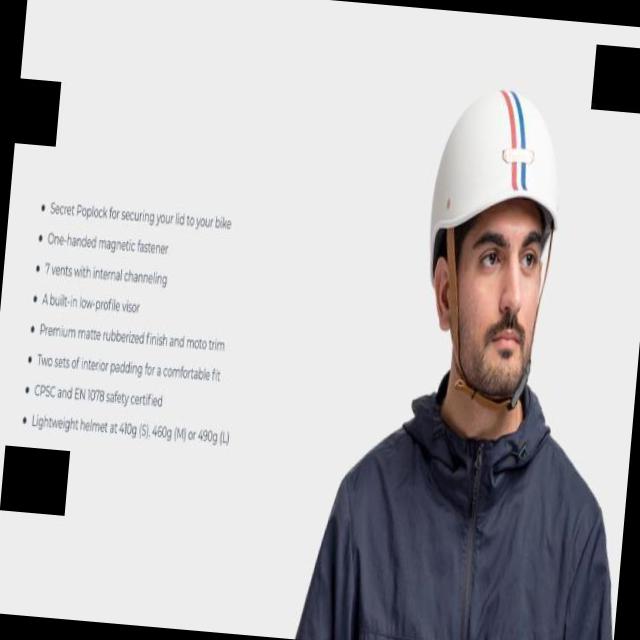 Secret Poplock for securing your lid to your bike
One-handed magnetic fastener
7 vents with internal channeling
A built-in low-profile visor
Premium matte rubberized finish and moto trim
Two sets of interior padding for a comfortable fit
CPSC and EN 1078 safety certified
Lightweight helmet at 410g (S), 460g (M) or 490g (L)